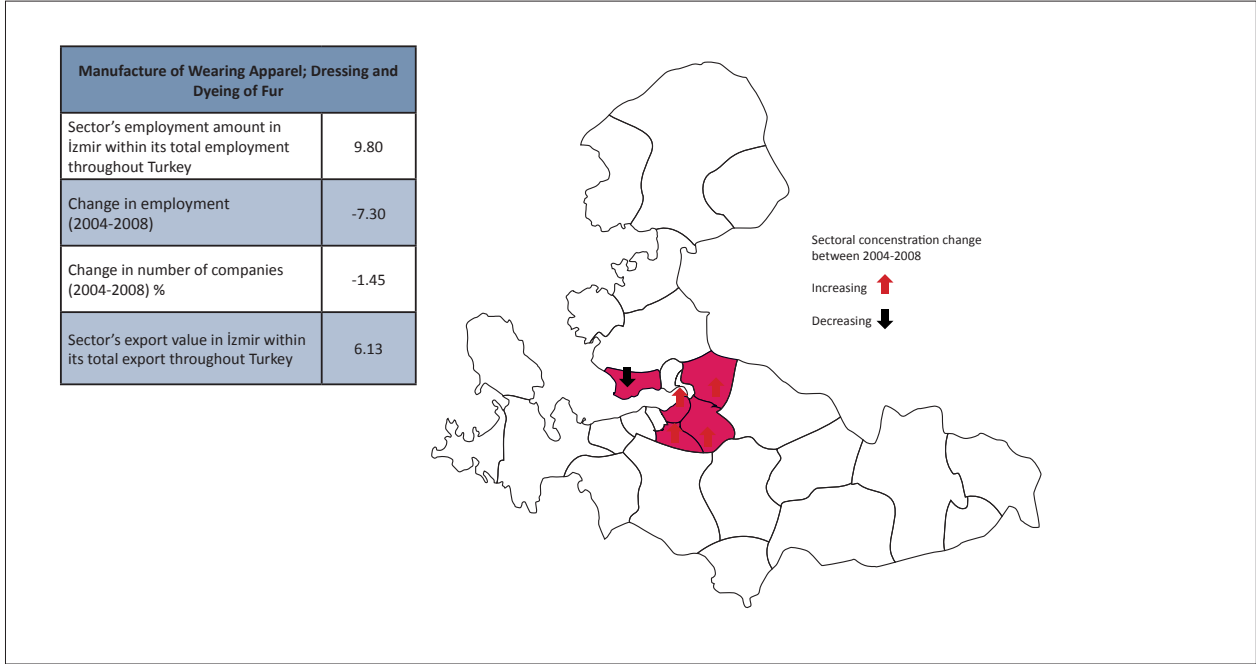 Manufacture of Wearing Apparel; Dressing and
Dyeing of Fur
Sector's employment amount in
İzmir within its total employment
throughout Turkey
9.80
Change in employment
(2004-2008)
-7.30
Change in number of companies
(2004-2008) %
-1.45
Sector's export value in İzmir within
its total export throughout Turkey
6.13
Sectoral concenstration change
between 2004-2008
Increasing
Decreasing